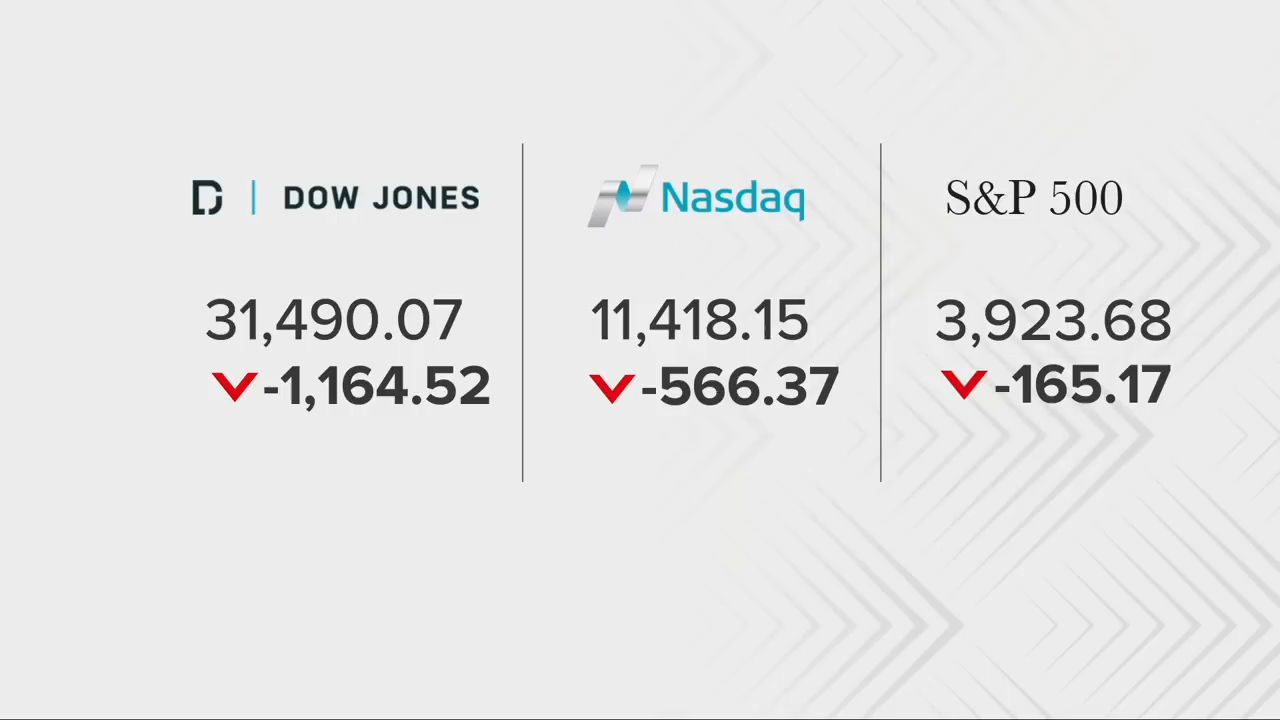 DOW JONES
31,490.07
-1,164.52
Nasdaq
11,418.15
-566.37
S&P 500
3,923.68
-165.17